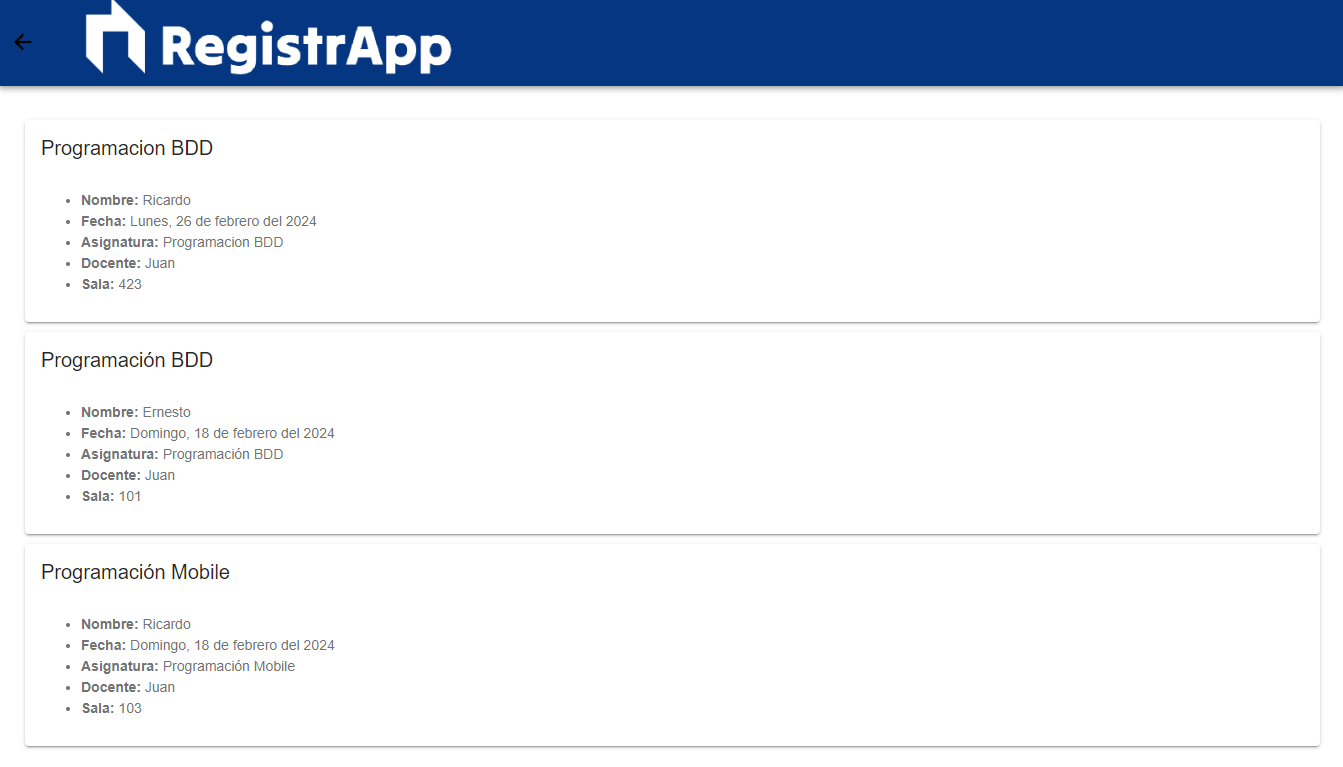 RegistrApp
Programacion BDD
Nombre: Ricardo
Fecha: Lunes, 26 de febrero del 2024
Asignatura: Programacion BDD
Docente: Juan
Sala: 423
Programación BDD
Nombre: Ernesto
Fecha: Domingo, 18 de febrero del 2024
Asignatura: Programación BDD
Docente: Juan
Sala: 101
Programación Mobile
Nombre: Ricardo
Fecha: Domingo, 18 de febrero del 2024
Asignatura: Programación Mobile
Docente: Juan
Sala: 103